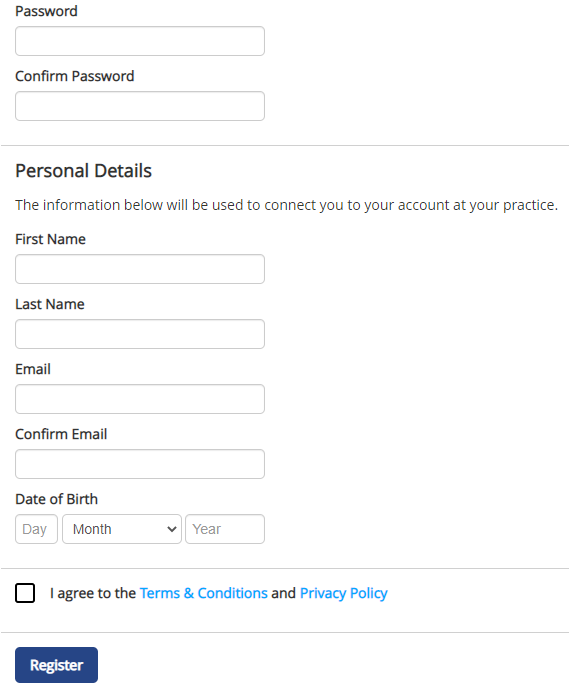 Password
Confirm Password
Personal Details
The information below will be used to connect you to your account at your practice.
First Name
Last Name
Email
Confirm Email
Date of Birth
Day Month Year
I agree to the Terms & Conditions and Privacy Policy
Register